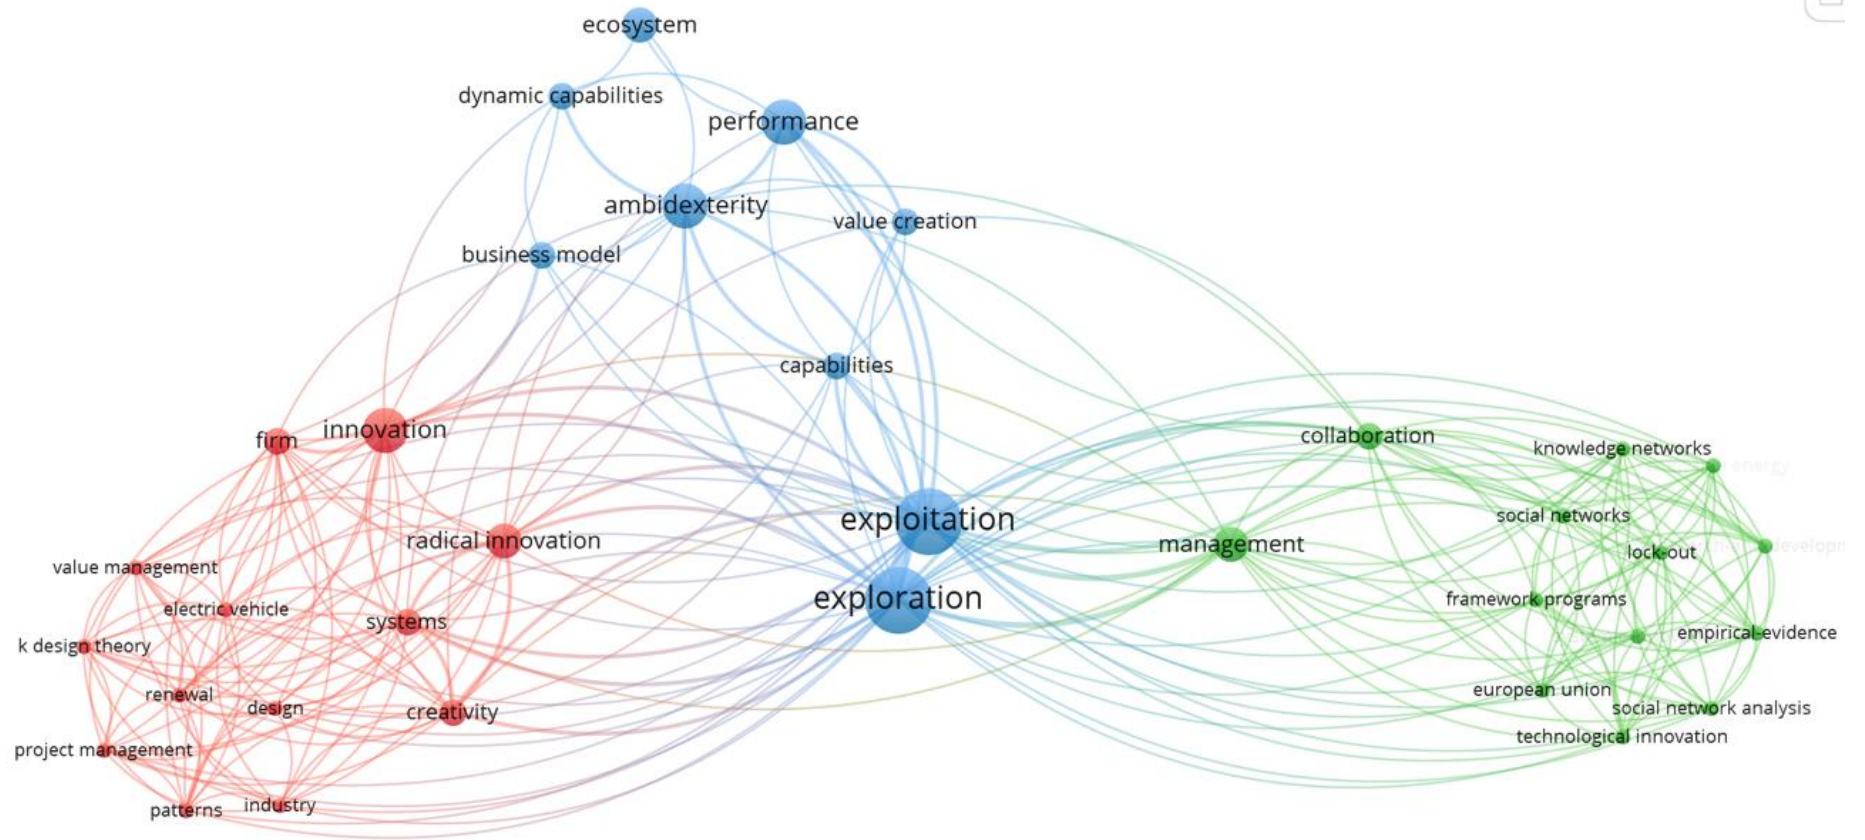 ecosystem
dynamic capabilities
performance
ambidexterity
value creation
business model
capabilities
firm
innovation
collaboration
knowledge networks
energy
exploitation
social networks
radical innovation
management
lock-out
value management
exploration
framework programs
electric vehicle
systems
empirical evidence
k design theory
renewal
design
creativity
european union
social network analysis
technological innovation
project management
patterns
industry